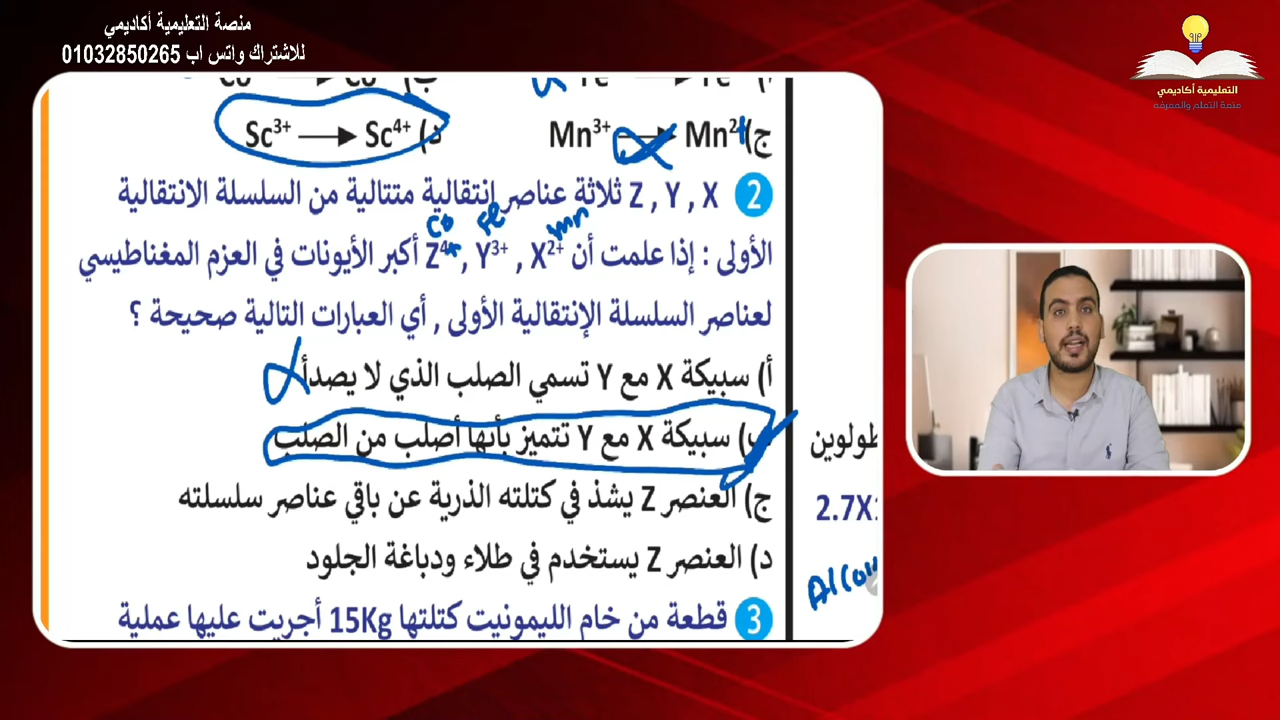 منصة التعليمية أكاديمي
للاشتراك واتس اب 01032850265
التعليمية أكاديمي
منصة التعلم والمعرفه
ج) Mn³⁺ ⟶ Mn²⁺
د) Sc³⁺ ⟶ Sc⁴⁺
2 Z , Y , X ثلاثة عناصر إنتقالية متتالية من السلسلة الانتقالية
Co Fe Mn
الأولى : إذا علمت أن X²⁺ , Y³⁺ , Z⁴⁺ أكبر الأيونات في العزم المغناطيسي
لعناصر السلسلة الإنتقالية الأولى , أي العبارات التالية صحيحة ؟
أ) سبيكة X مع Y تسمي الصلب الذي لا يصدأ
ب) سبيكة X مع Y تتميز بأنها أصلب من الصلب
ج) العنصر Z يشذ في كتلته الذرية عن باقي عناصر سلسلته
د) العنصر Z يستخدم في طلاء ودباغة الجلود
3 قطعة من خام الليمونيت كتلتها 15Kg أجريت عليها عملية
طولوين
2.7X